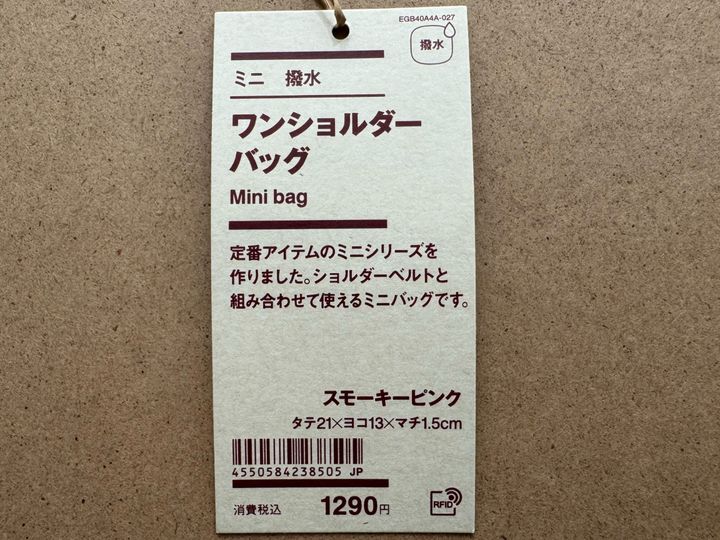 EGB40A4A-027
撥水
ミニ 撥水
ワンショルダー
バッグ
Mini bag
定番アイテムのミニシリーズを
作りました。ショルダーベルトと
組み合わせて使えるミニバッグです。
スモーキーピンク
タテ21×ヨコ13×マチ1.5cm
4550584238505 JP
消費税込 1290円
RFID